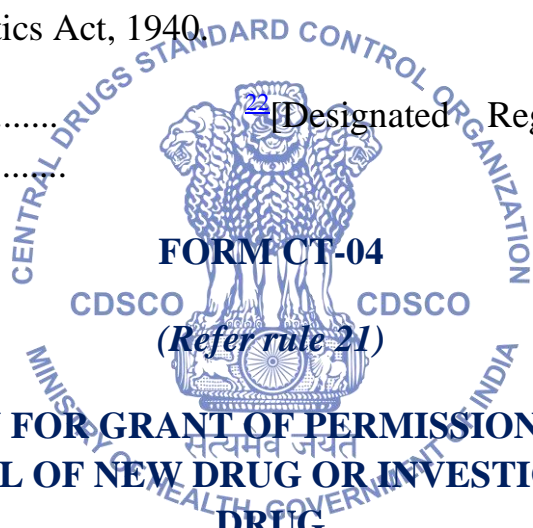 tics Act, 1940.
....... 22[Designated Reg
........
CENTRAL DRUGS STANDARD CONTROL ORGANIZATION
FORM CT-04
CDSCO CDSCO
(Refer rule 21)
FOR GRANT OF PERMISSION
सत्यमेव जयते
L OF NEW DRUG OR INVESTIG
DRUG
MINISTRY OF HEALTH, GOVERNMENT OF INDIA